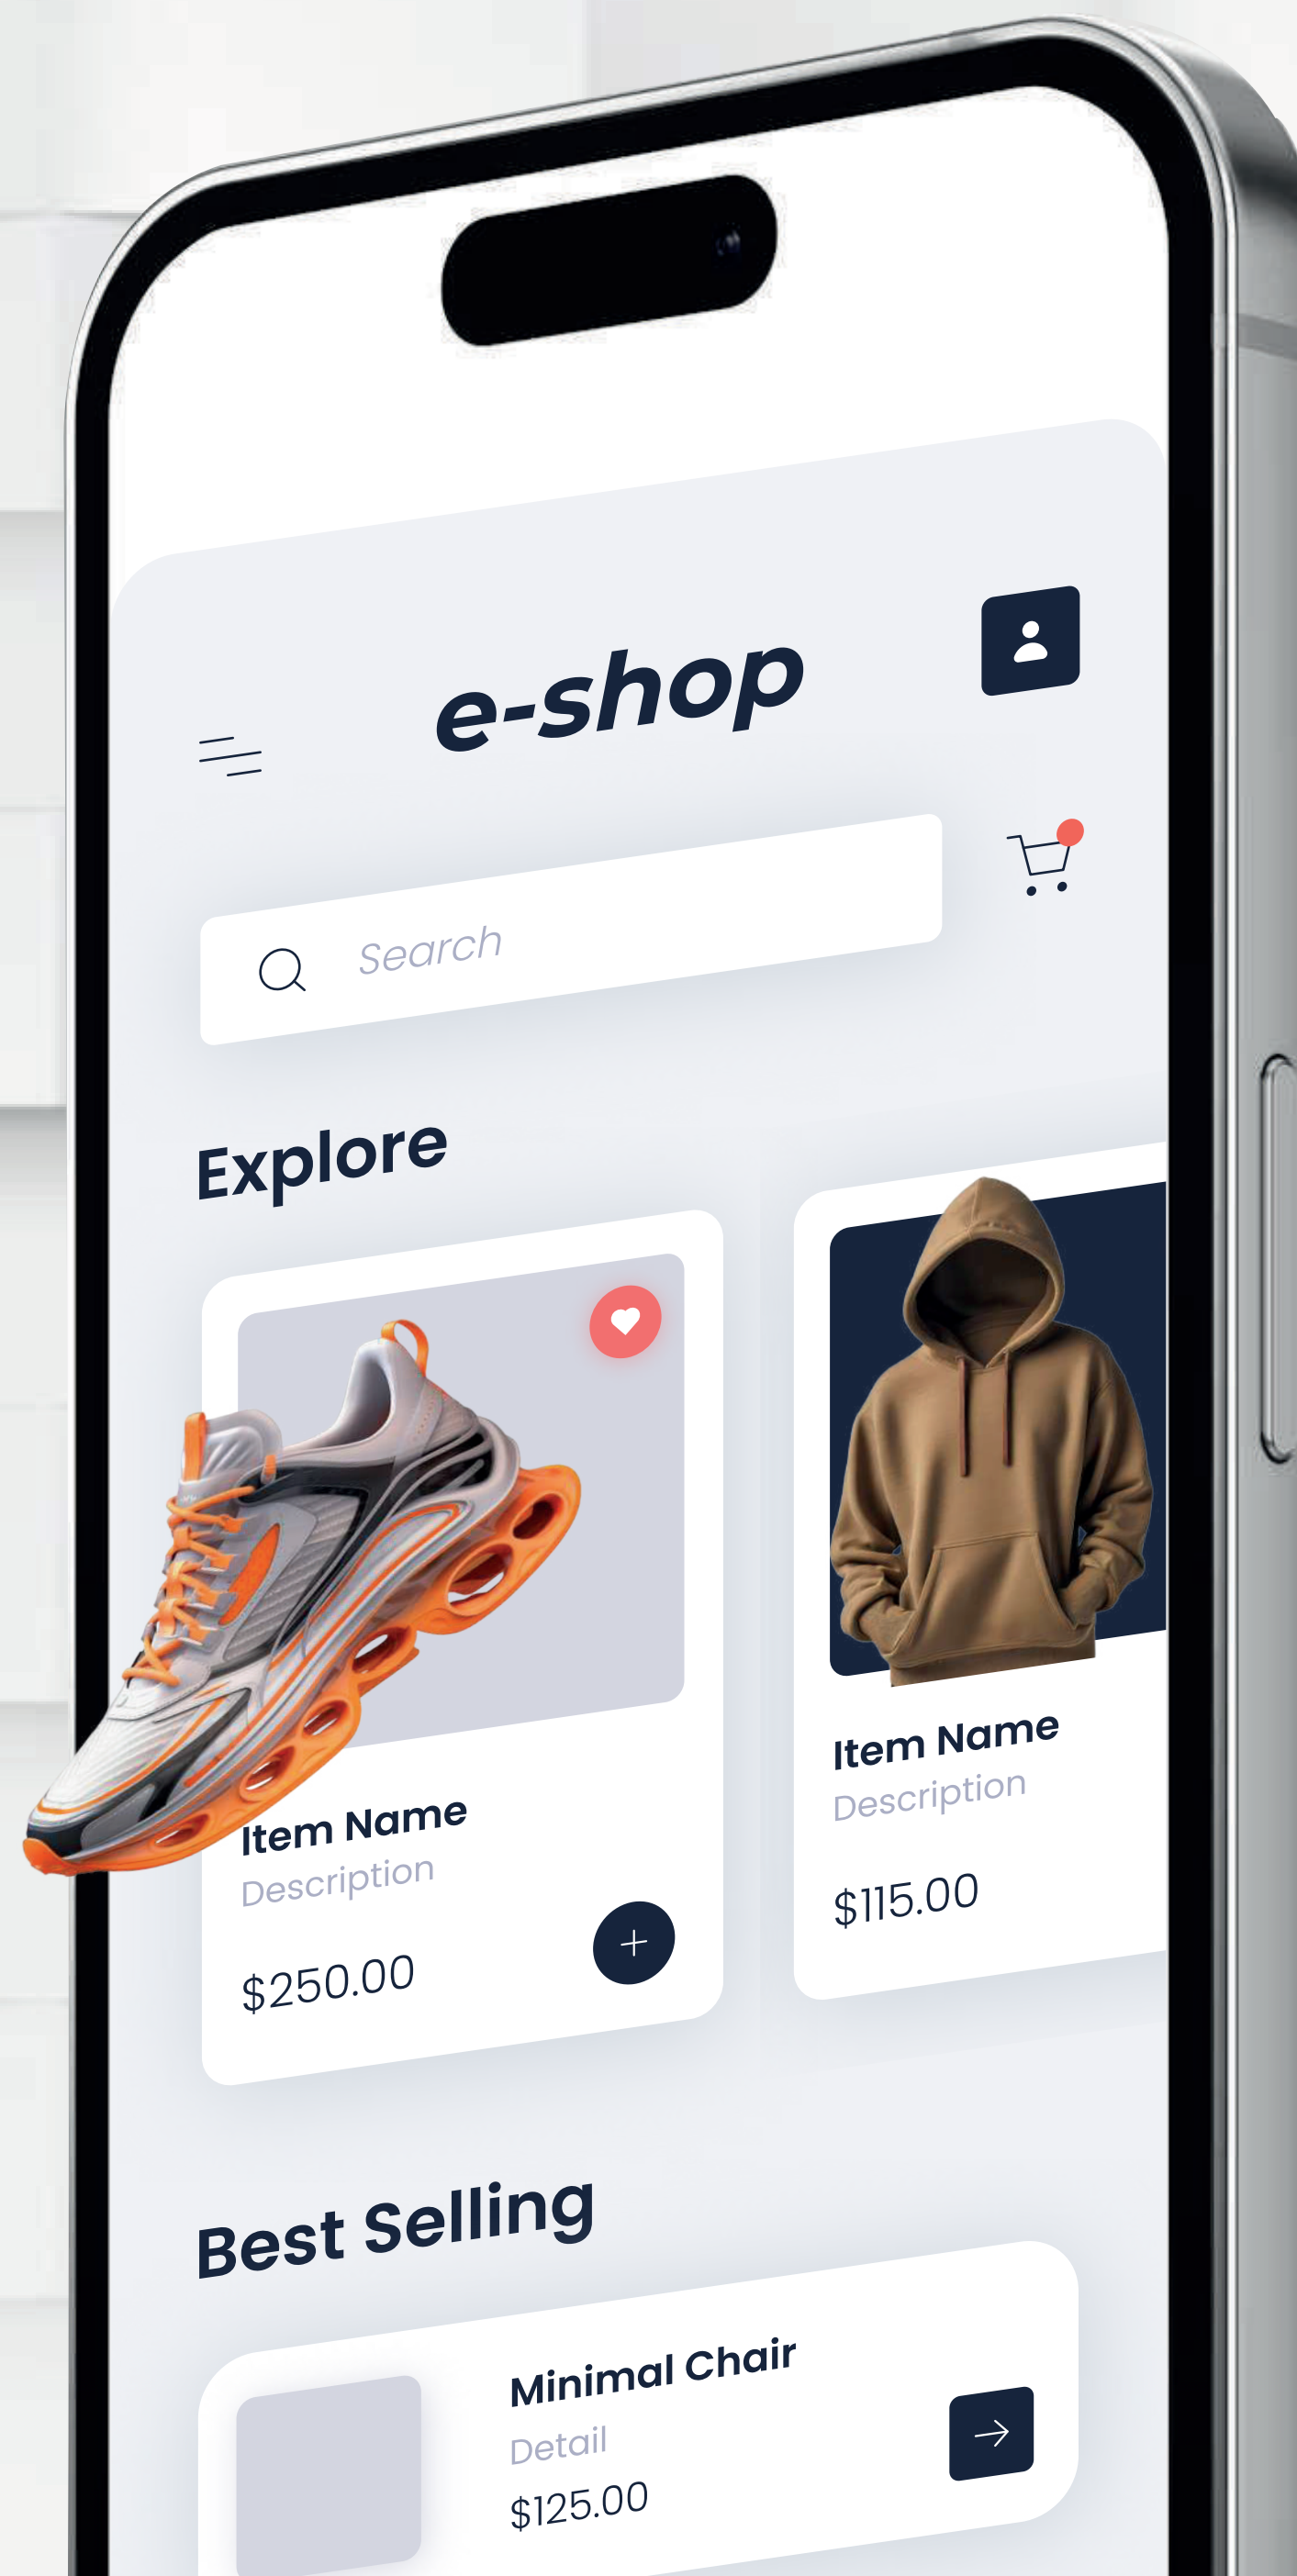 e-shop
Search
Explore
Item Name
Description
$250.00
Item Name
Description
$115.00
Best Selling
Minimal Chair
Detail
$125.00